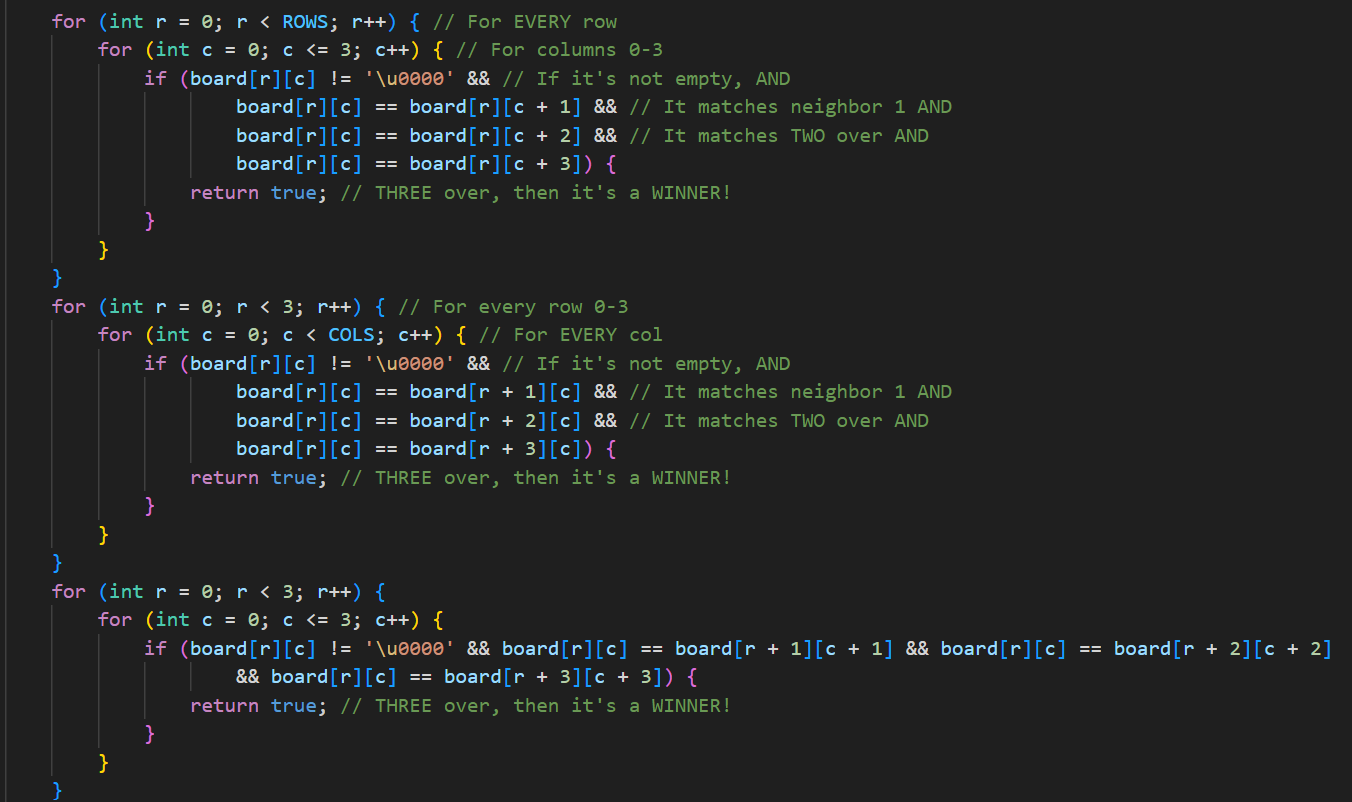 for (int r = 0; r < ROWS; r++) { // For EVERY row
    for (int c = 0; c <= 3; c++) { // For columns 0-3
        if (board[r][c] != '\u0000' && // If it's not empty, AND
                board[r][c] == board[r][c + 1] && // It matches neighbor 1 AND
                board[r][c] == board[r][c + 2] && // It matches TWO over AND
                board[r][c] == board[r][c + 3]) {
            return true; // THREE over, then it's a WINNER!
        }
    }
}
for (int r = 0; r < 3; r++) { // For every row 0-3
    for (int c = 0; c < COLS; c++) { // For EVERY col
        if (board[r][c] != '\u0000' && // If it's not empty, AND
                board[r][c] == board[r + 1][c] && // It matches neighbor 1 AND
                board[r][c] == board[r + 2][c] && // It matches TWO over AND
                board[r][c] == board[r + 3][c]) {
            return true; // THREE over, then it's a WINNER!
        }
    }
}
for (int r = 0; r < 3; r++) {
    for (int c = 0; c <= 3; c++) {
        if (board[r][c] != '\u0000' && board[r][c] == board[r + 1][c + 1] && board[r][c] == board[r + 2][c + 2]
                && board[r][c] == board[r + 3][c + 3]) {
            return true; // THREE over, then it's a WINNER!
        }
    }
}